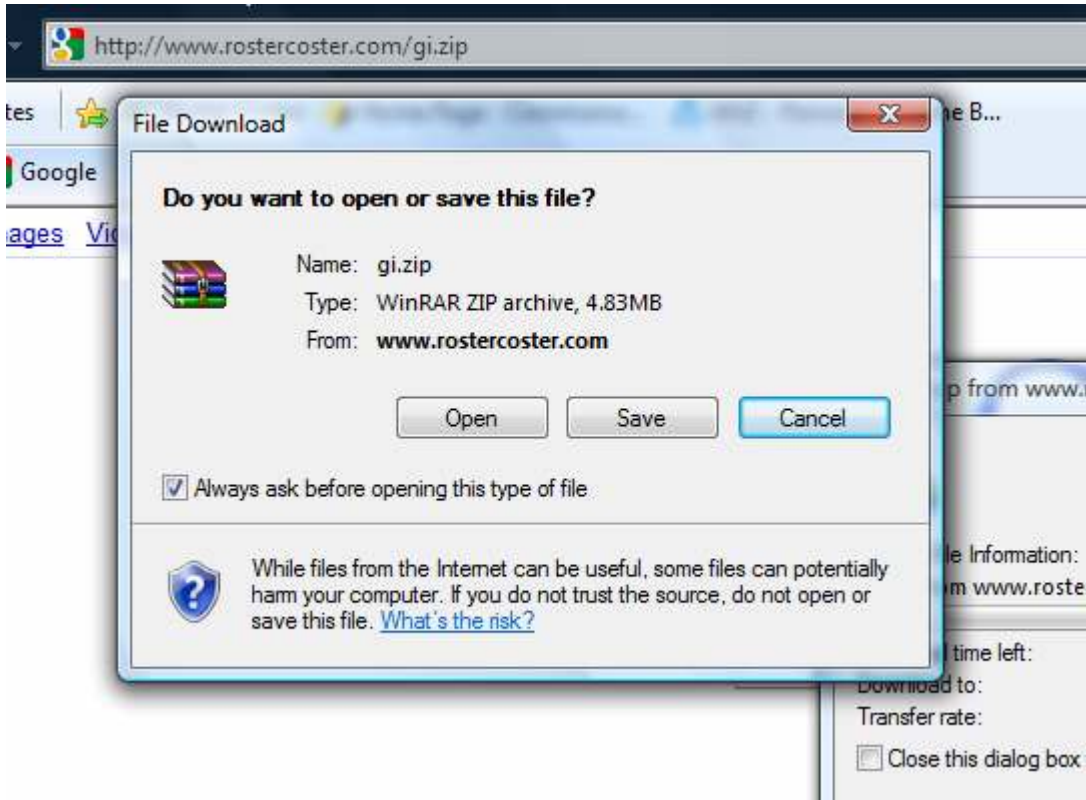 http://www.rostercoster.com/gi.zip
tes
ne B...
File Download
Google
ages Vi
Do you want to open or save this file?
Name: gi.zip
Type: WinRAR ZIP archive, 4.83MB
From: www.rostercoster.com
Open Save Cancel
Always ask before opening this type of file
While files from the Internet can be useful, some files can potentially
harm your computer. If you do not trust the source, do not open or
save this file. What's the risk?
p from www.
le Information:
m www.roste
time left:
Download to:
Transfer rate:
Close this dialog box